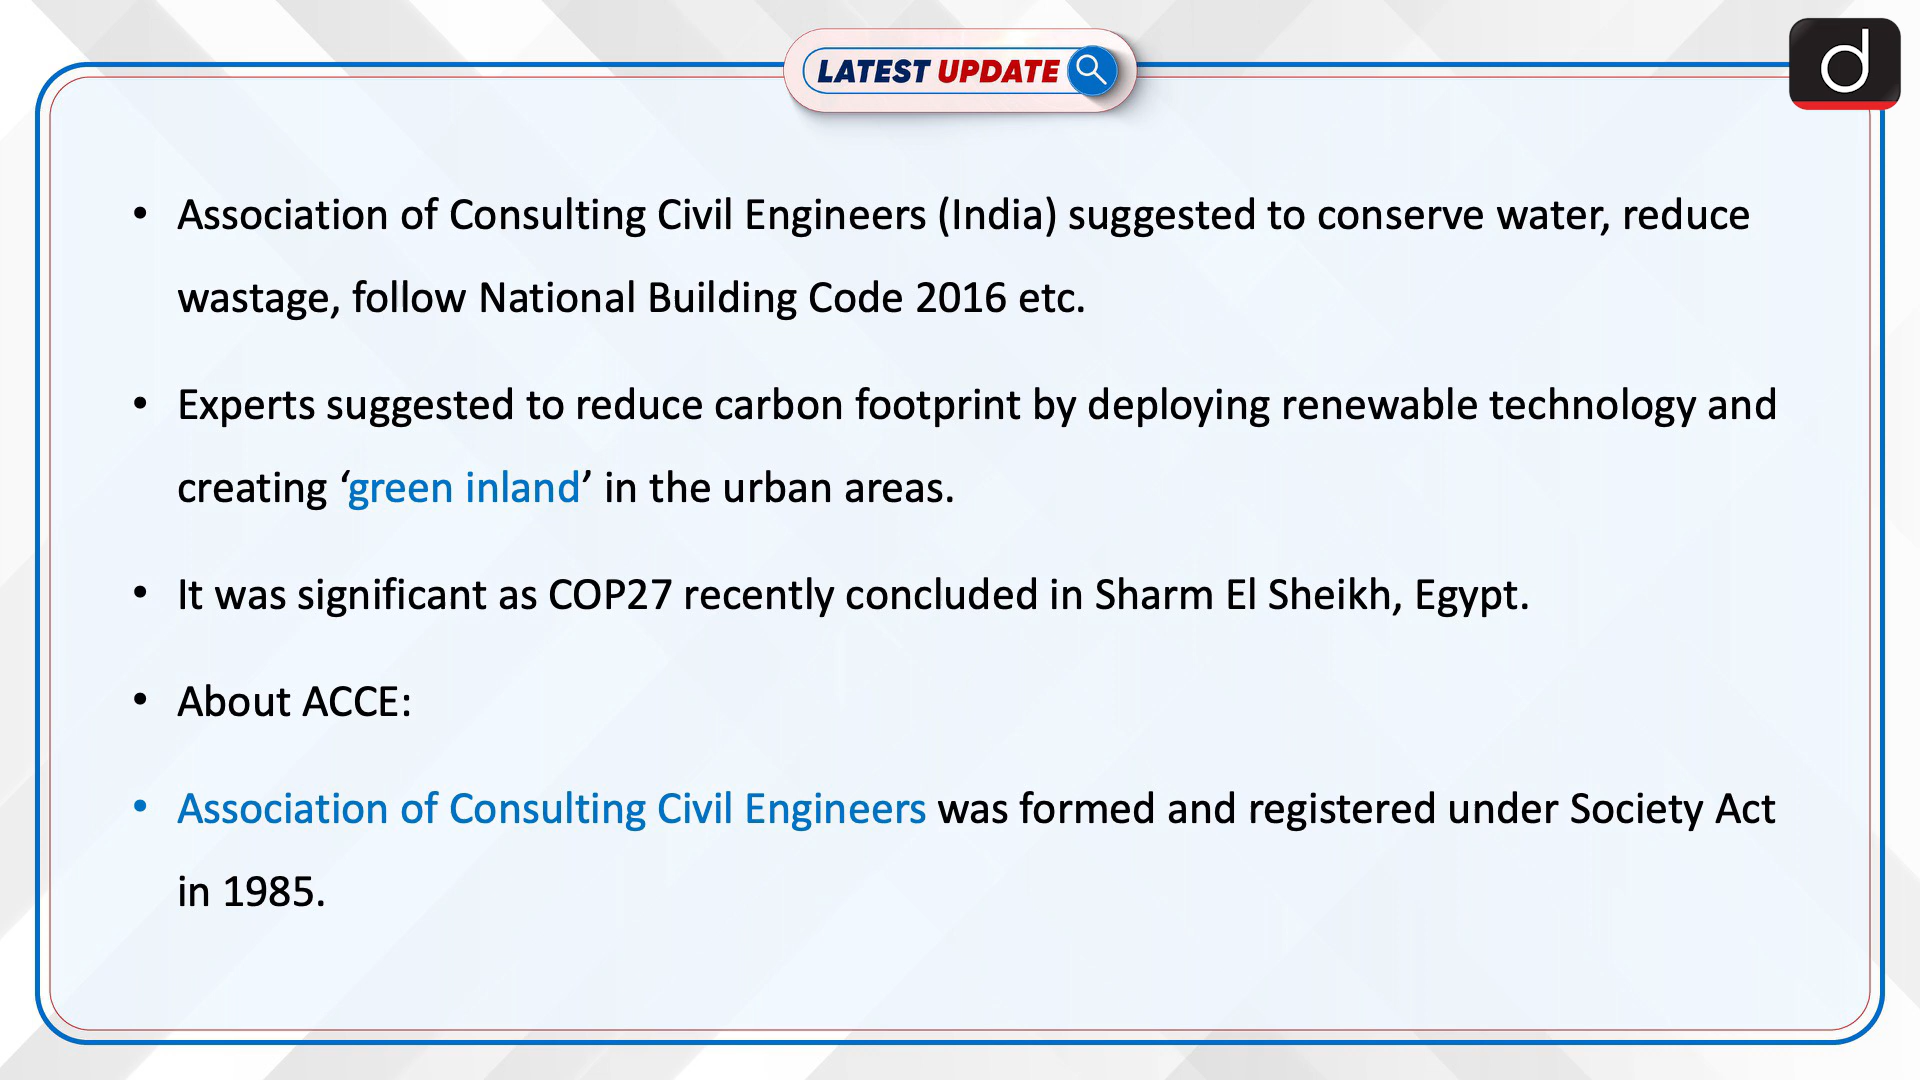 LATEST UPDATE
d
• Association of Consulting Civil Engineers (India) suggested to conserve water, reduce
wastage, follow National Building Code 2016 etc.
• Experts suggested to reduce carbon footprint by deploying renewable technology and
creating ‘green inland’ in the urban areas.
• It was significant as COP27 recently concluded in Sharm El Sheikh, Egypt.
• About ACCE:
• Association of Consulting Civil Engineers was formed and registered under Society Act
in 1985.